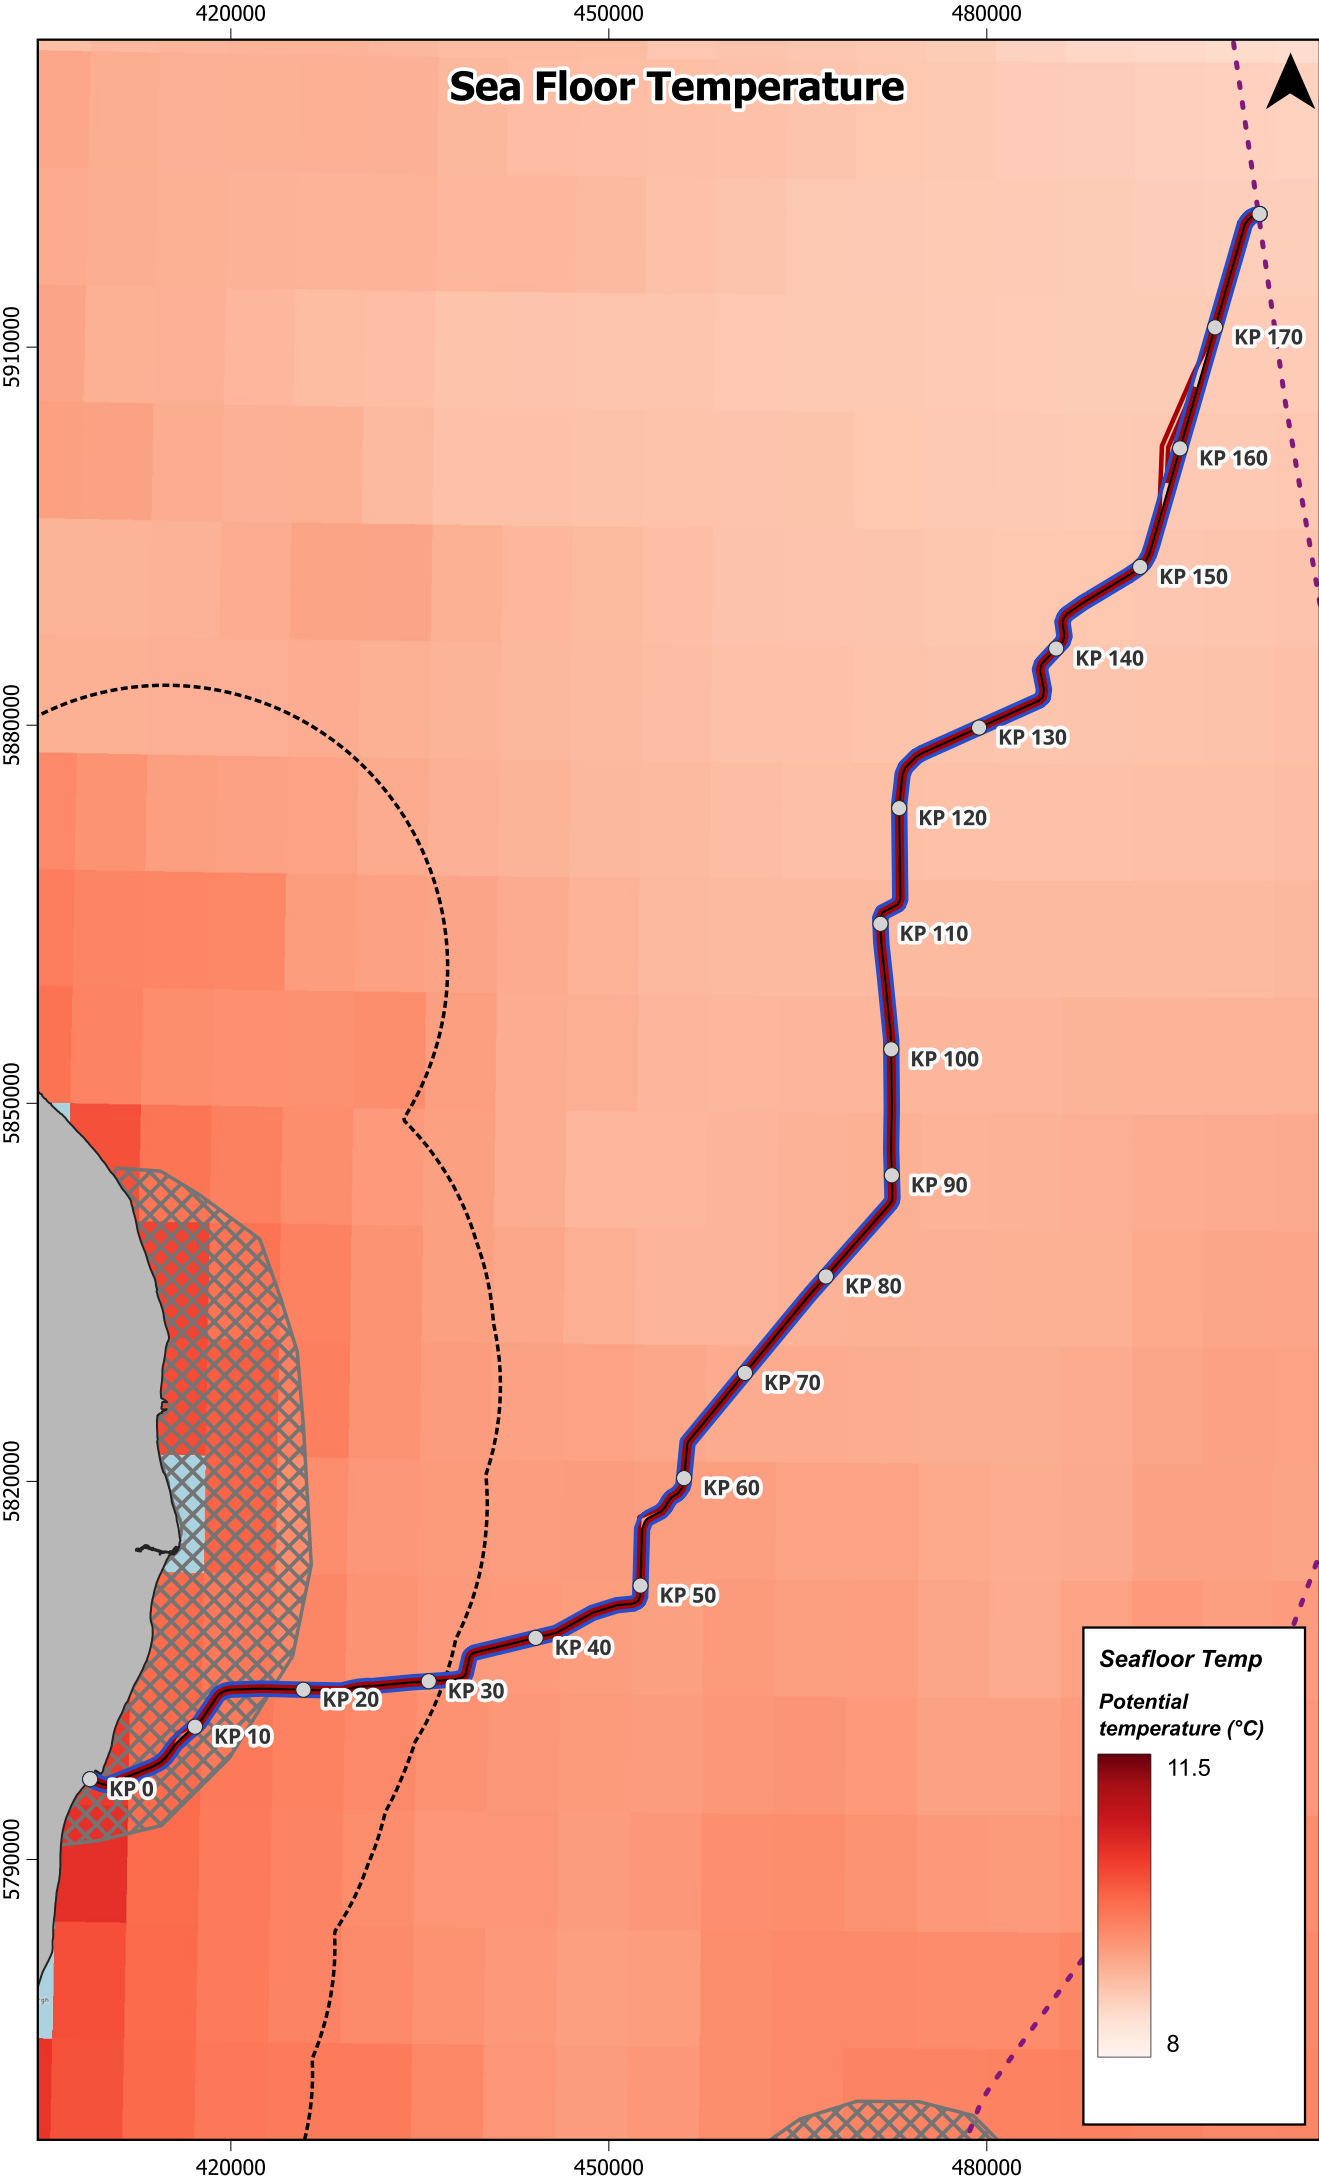 420000
450000
480000
Sea Floor Temperature
5910000
KP 170
KP 160
KP 150
KP 140
5880000
KP 130
KP 120
KP 110
KP 100
5850000
KP 90
KP 80
KP 70
5820000
KP 60
KP 50
KP 40
KP 30
KP 20
KP 10
KP 0
5790000
Seafloor Temp
Potential
temperature (°C)
11.5
8
420000
450000
480000